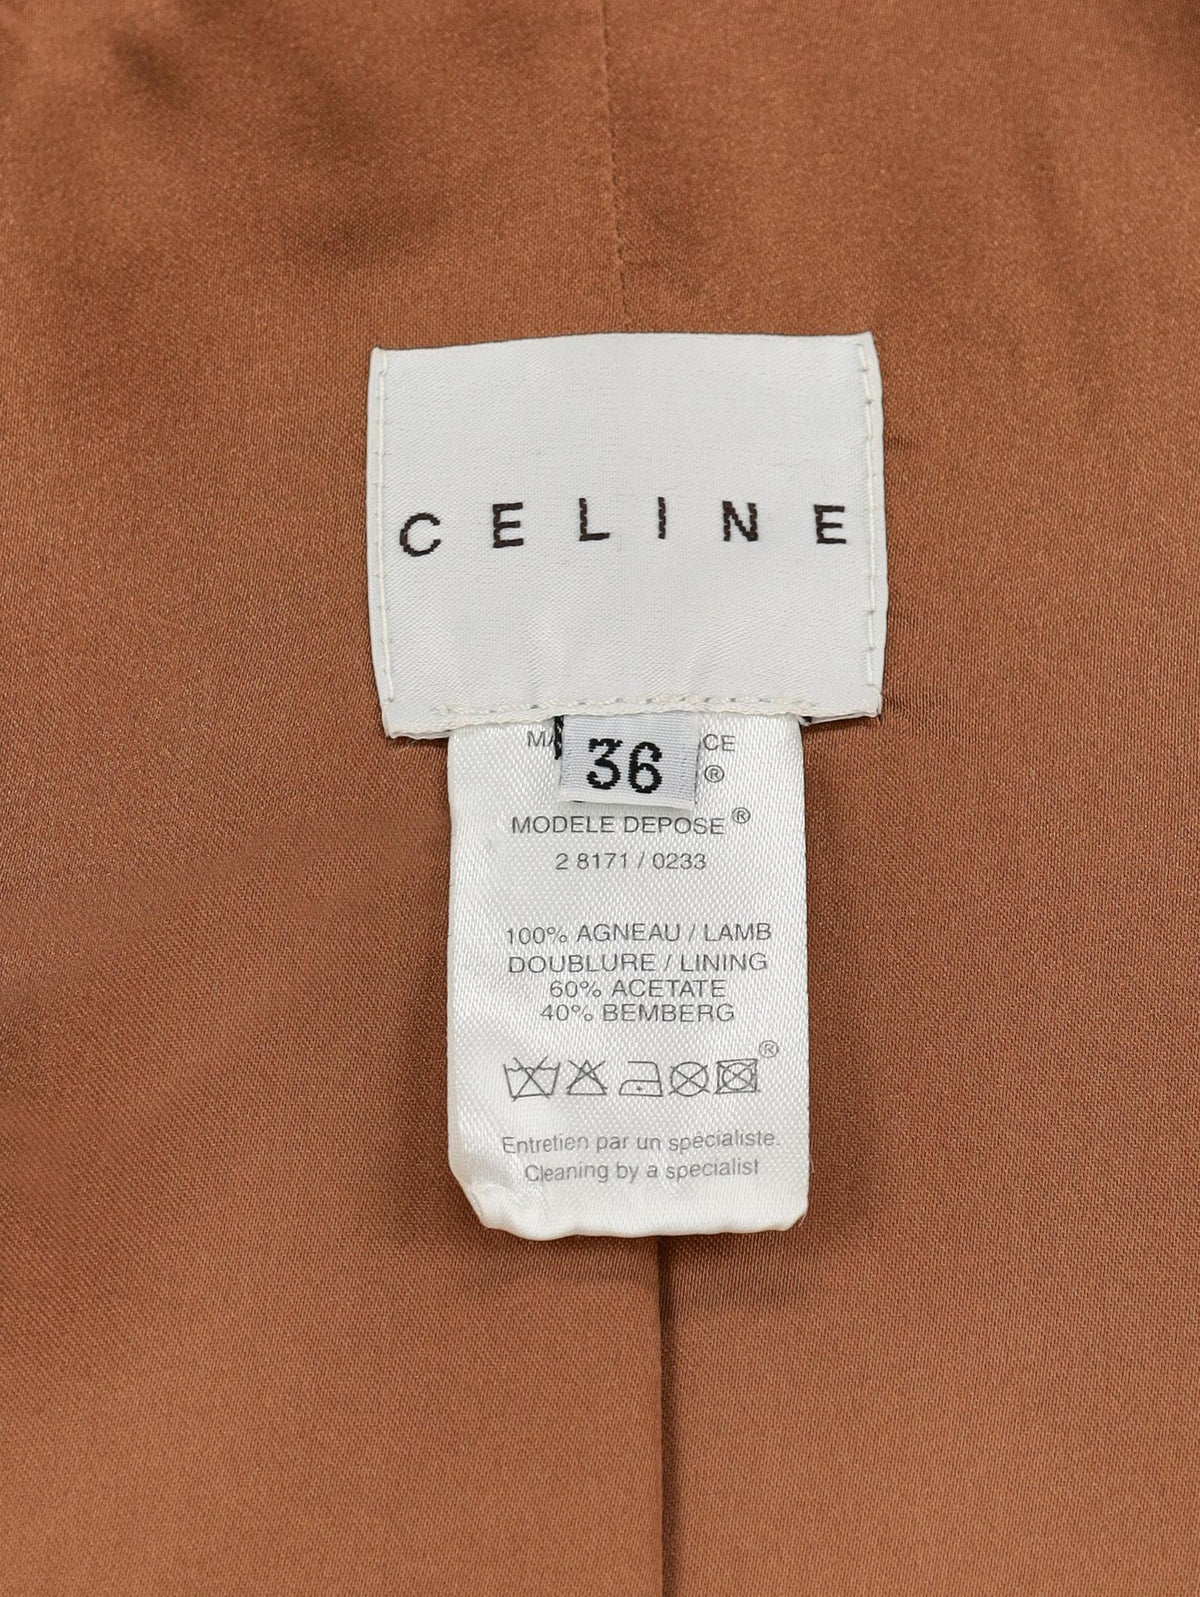 CELINE
36
®
MODELE DEPOSE ®
2 8171 / 0233
100% AGNEAU / LAMB
DOUBLURE / LINING
60% ACETATE
40% BEMBERG
®
Entretien par un spécialiste.
Cleaning by a specialist